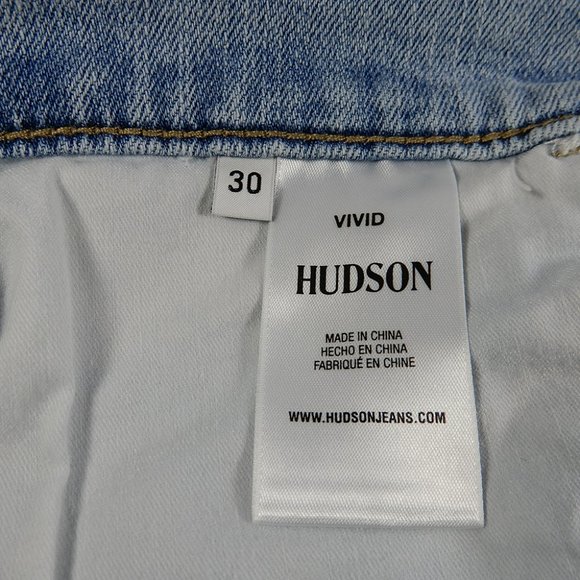 30
VIVID
HUDSON
MADE IN CHINA
HECHO EN CHINA
FABRIQUÉ EN CHINE
WWW.HUDSONJEANS.COM